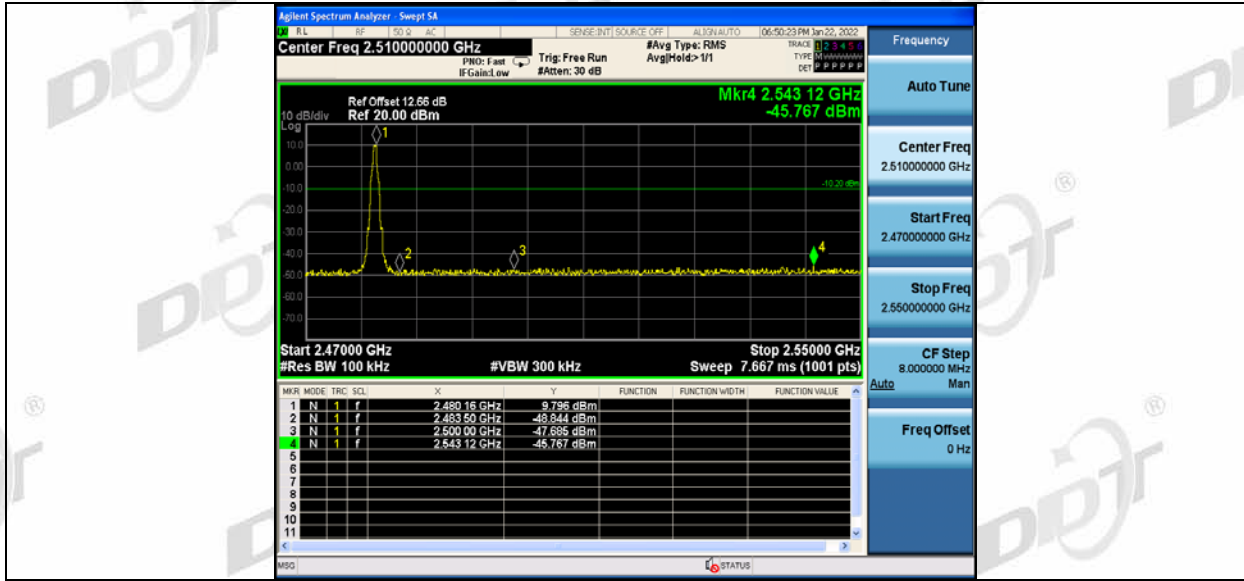 Agilent Spectrum Analyzer - Swept SA
RL RF 50 Ω AC SENSE:INT SOURCE OFF ALIGN AUTO 06:50:23 PM Jan 22, 2022
Center Freq 2.510000000 GHz #Avg Type: RMS TRACE 1 2 3 4 5 6
PNO: Fast Trig: Free Run Avg|Hold:> 1/1 TYPE M WWWWW
IFGain:Low #Atten: 30 dB DET P P P P P P
Frequency
Auto Tune
Center Freq
2.510000000 GHz
Start Freq
2.470000000 GHz
Stop Freq
2.550000000 GHz
CF Step
8.000000 MHz
Auto Man
Freq Offset
0 Hz
Mkr4 2.543 12 GHz
-45.767 dBm
Ref Offset 12.66 dB
10 dB/div Ref 20.00 dBm
Log
1
10.0
0.00
-10.20 dBm
-10.0
-20.0
-30.0
-40.0
2 3 4
-50.0
-60.0
-70.0
Start 2.47000 GHz Stop 2.55000 GHz
#Res BW 100 kHz #VBW 300 kHz Sweep 7.667 ms (1001 pts)
MKR MODE TRC SCL X Y FUNCTION FUNCTION WIDTH FUNCTION VALUE
1 N 1 f 2.480 16 GHz 9.796 dBm
2 N 1 f 2.483 50 GHz -48.844 dBm
3 N 1 f 2.500 00 GHz -47.685 dBm
4 N 1 f 2.543 12 GHz -45.767 dBm
5
6
7
8
9
10
11
MSG STATUS